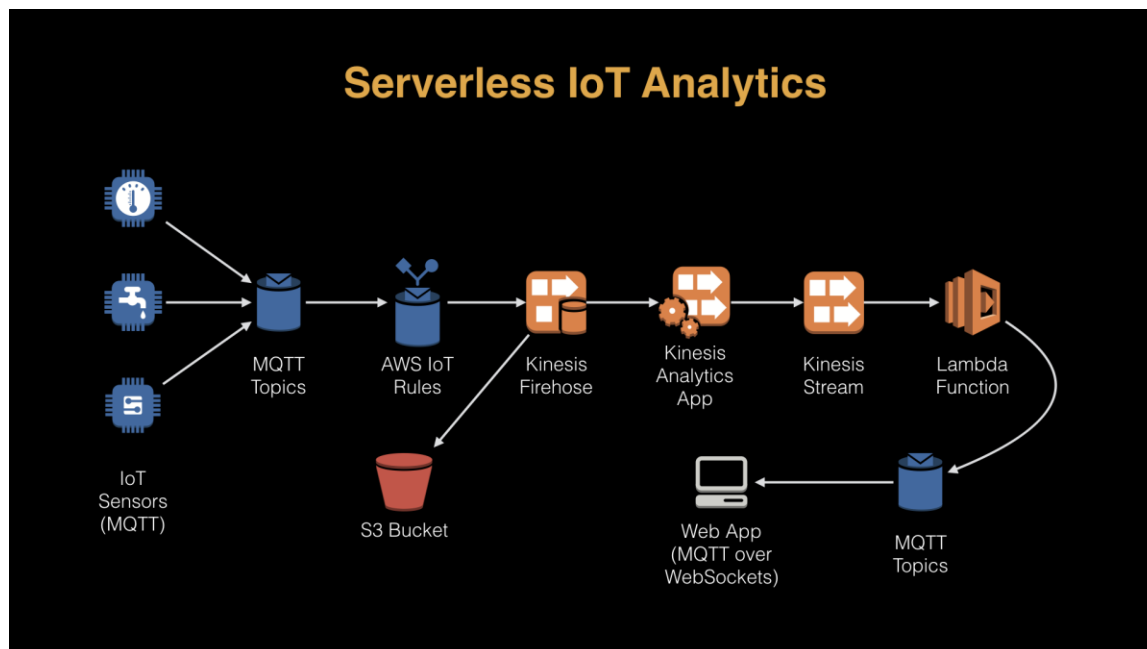 Serverless IoT Analytics
MQTT
Topics
AWS IoT
Rules
Kinesis
Firehose
Kinesis
Analytics
App
Kinesis
Stream
Lambda
Function
IoT
Sensors
(MQTT)
S3 Bucket
Web App
(MQTT over
WebSockets)
MQTT
Topics